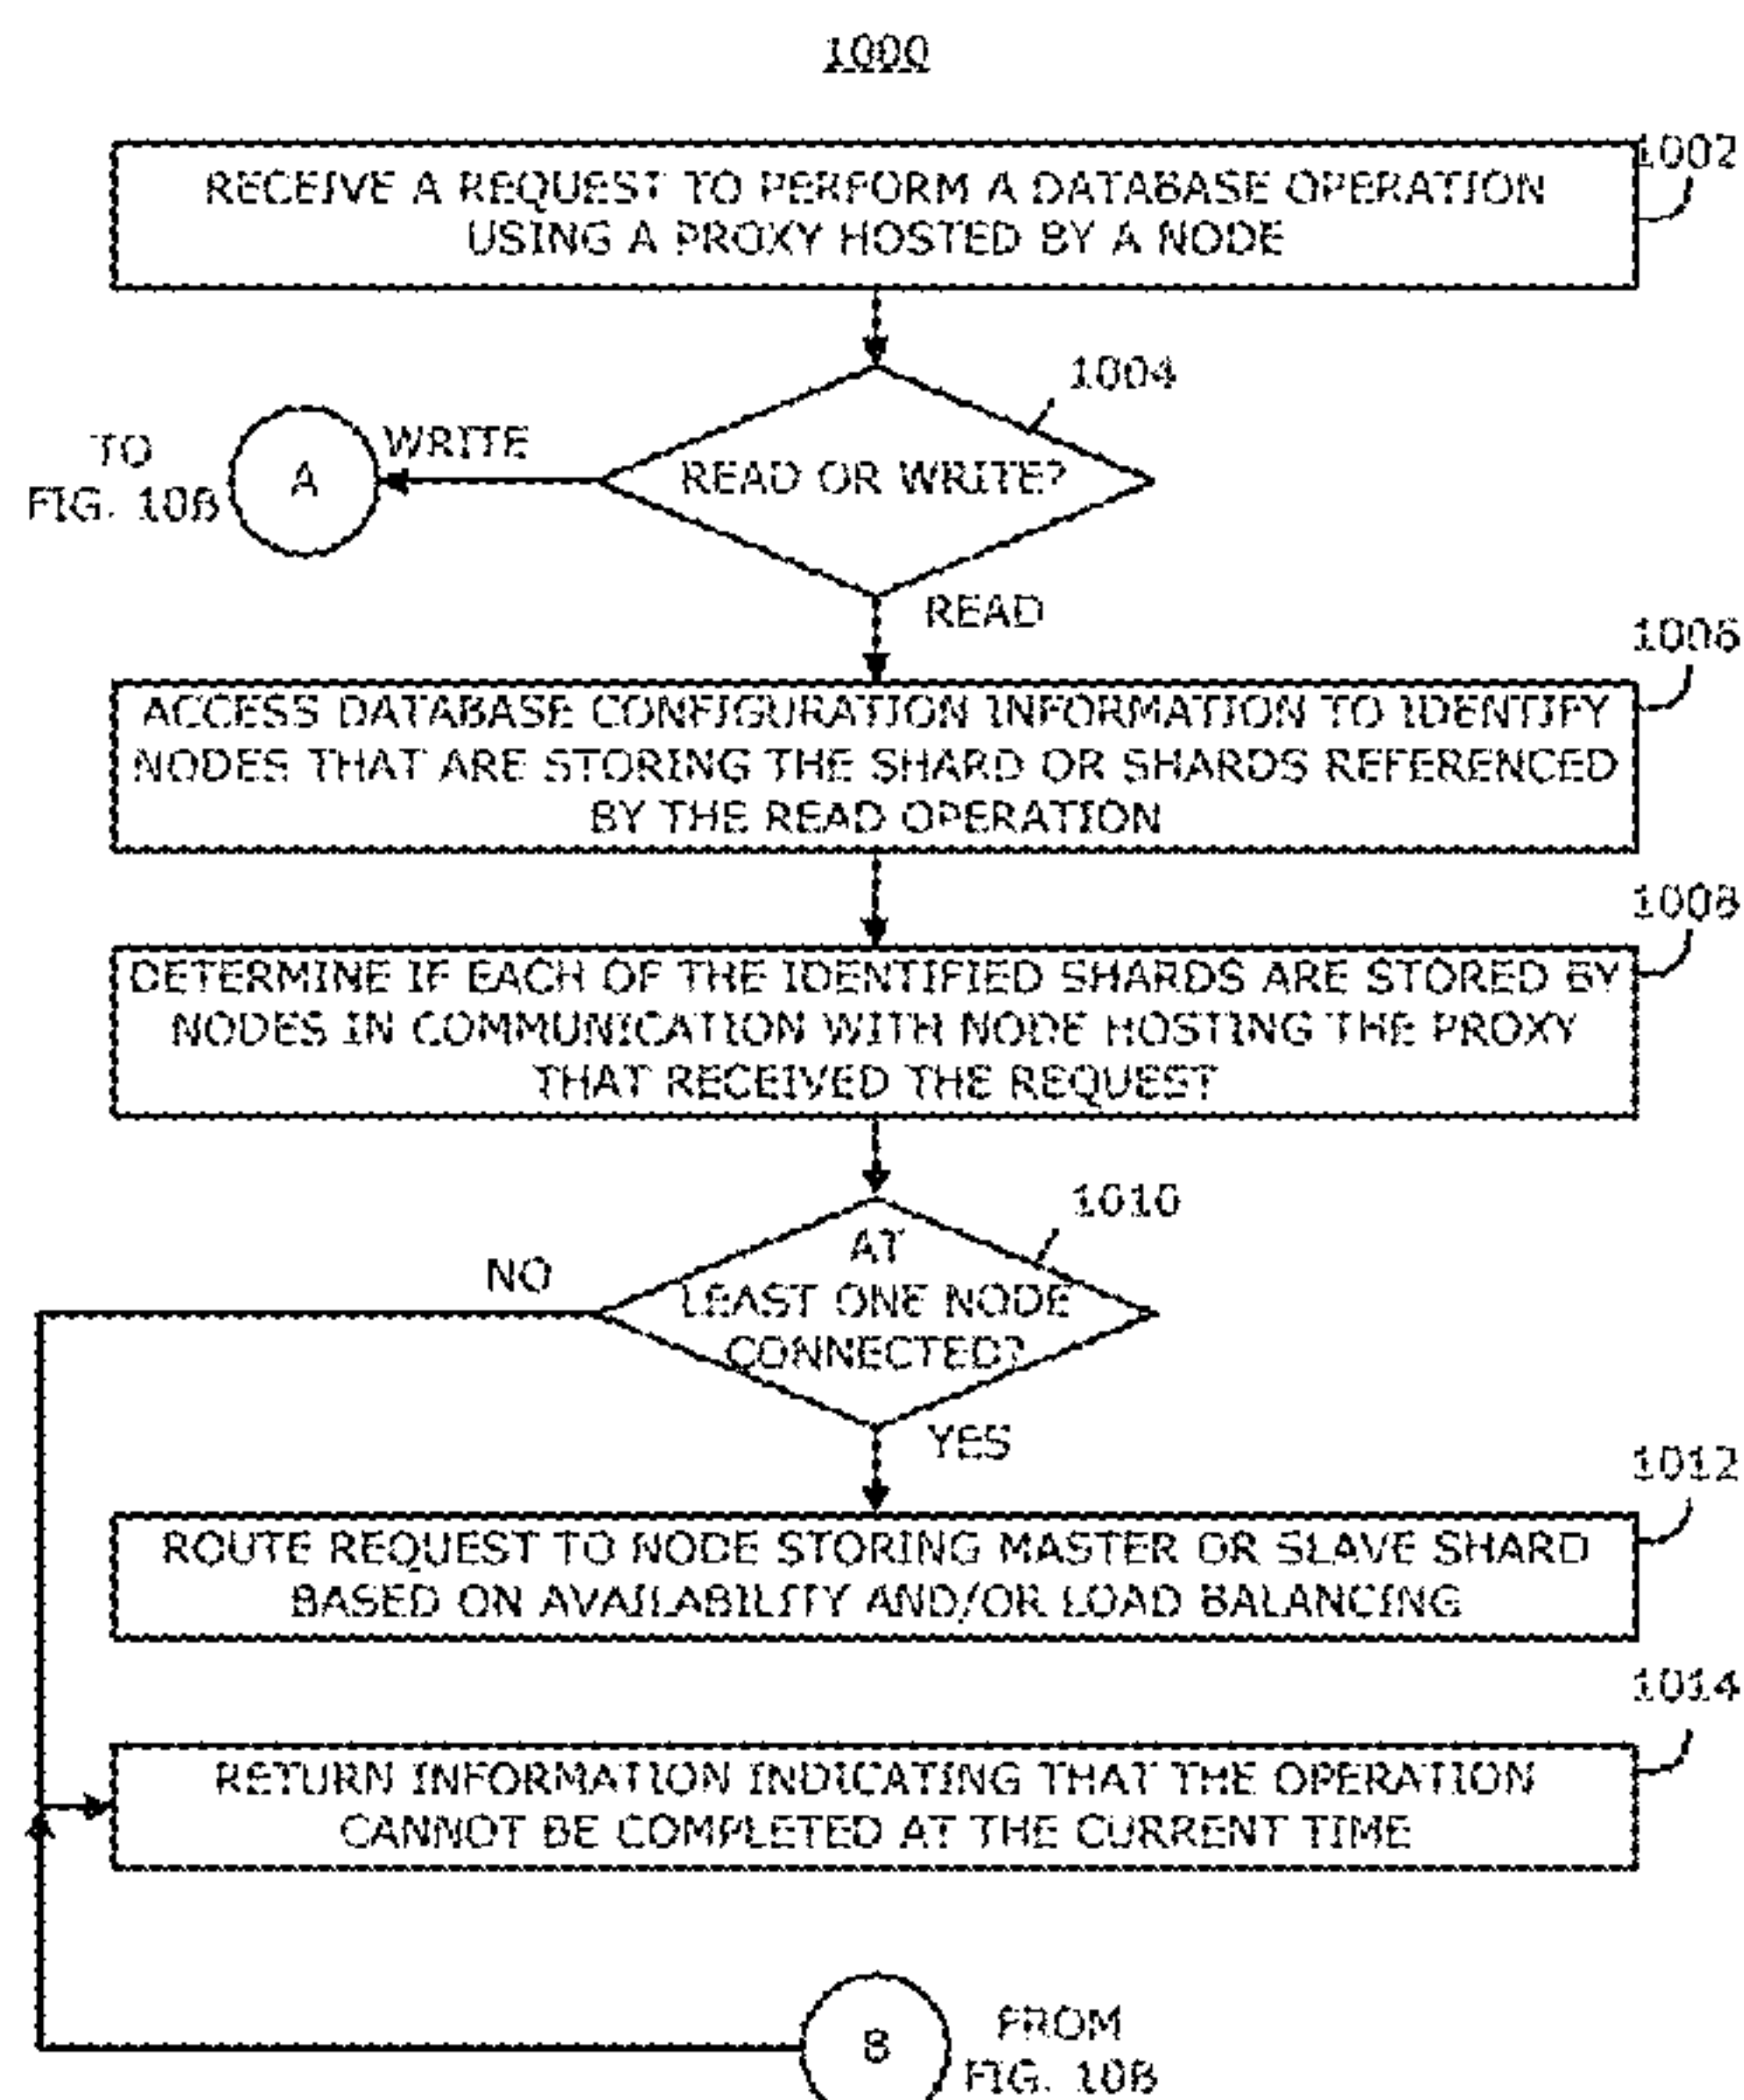 1000
1002
RECEIVE A REQUEST TO PERFORM A DATABASE OPERATION
USING A PROXY HOSTED BY A NODE
1004
TO
FIG. 10B
A
WRITE
READ OR WRITE?
READ
1006
ACCESS DATABASE CONFIGURATION INFORMATION TO IDENTIFY
NODES THAT ARE STORING THE SHARD OR SHARDS REFERENCED
BY THE READ OPERATION
1008
DETERMINE IF EACH OF THE IDENTIFIED SHARDS ARE STORED BY
NODES IN COMMUNICATION WITH NODE HOSTING THE PROXY
THAT RECEIVED THE REQUEST
1010
NO
AT
LEAST ONE NODE
CONNECTED?
YES
1012
ROUTE REQUEST TO NODE STORING MASTER OR SLAVE SHARD
BASED ON AVAILABILITY AND/OR LOAD BALANCING
1014
RETURN INFORMATION INDICATING THAT THE OPERATION
CANNOT BE COMPLETED AT THE CURRENT TIME
B
FROM
FIG. 10B